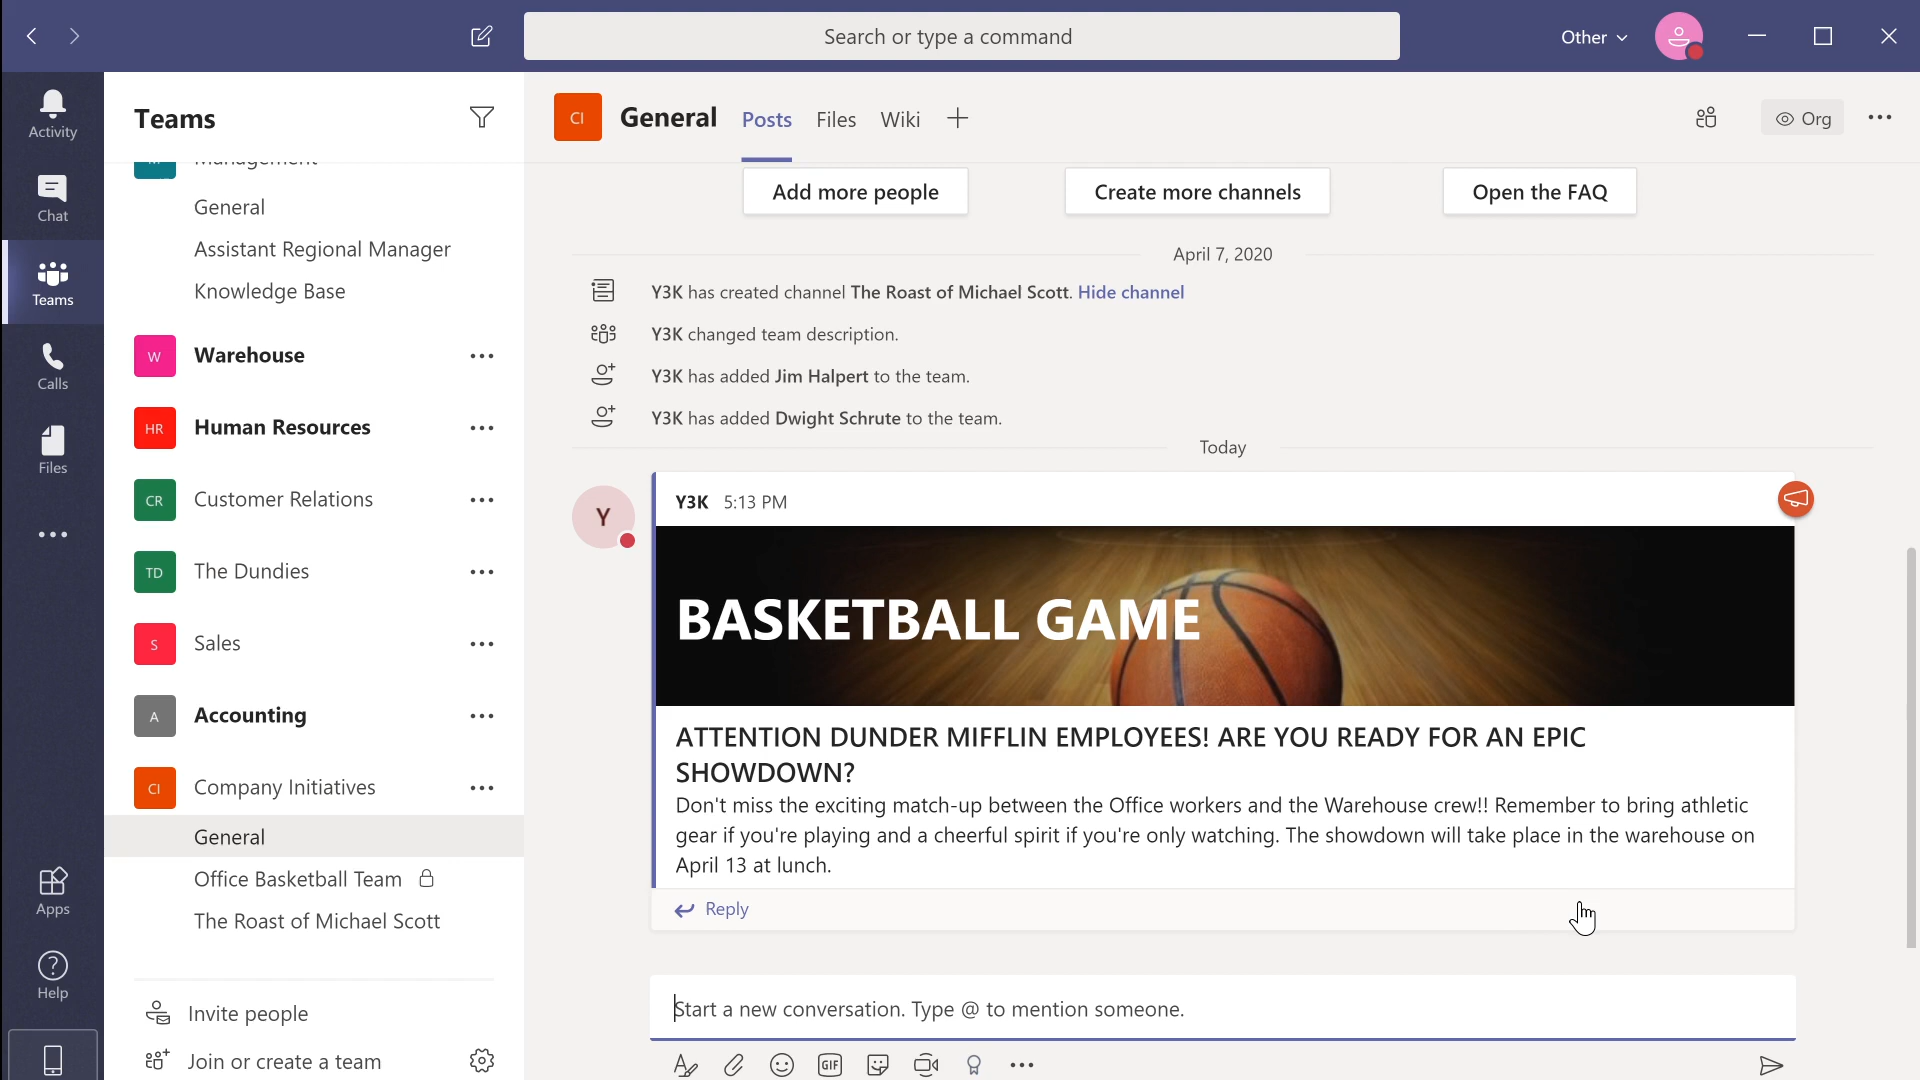 Search or type a command
Other
Activity
Chat
Teams
Calls
Files
Apps
Help
Teams
Management
General
Assistant Regional Manager
Knowledge Base
W Warehouse
HR Human Resources
CR Customer Relations
TD The Dundies
S Sales
A Accounting
CI Company Initiatives
General
Office Basketball Team
The Roast of Michael Scott
Invite people
Join or create a team
CI General Posts Files Wiki
Org
Add more people
Create more channels
Open the FAQ
April 7, 2020
Y3K has created channel The Roast of Michael Scott. Hide channel
Y3K changed team description.
Y3K has added Jim Halpert to the team.
Y3K has added Dwight Schrute to the team.
Today
Y
Y3K 5:13 PM
BASKETBALL GAME
ATTENTION DUNDER MIFFLIN EMPLOYEES! ARE YOU READY FOR AN EPIC
SHOWDOWN?
Don't miss the exciting match-up between the Office workers and the Warehouse crew!! Remember to bring athletic
gear if you're playing and a cheerful spirit if you're only watching. The showdown will take place in the warehouse on
April 13 at lunch.
Reply
Start a new conversation. Type @ to mention someone.
GIF